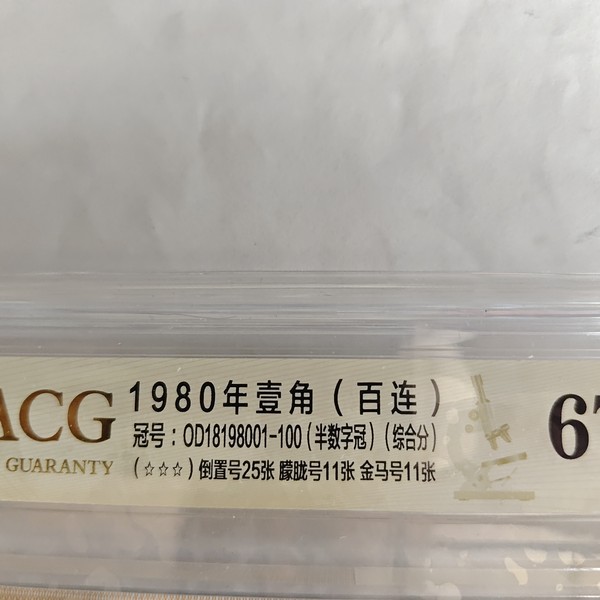 ACG
GUARANTY
1980年壹角（百连）
冠号：OD18198001-100（半数字冠）（综合分）
（☆☆☆）倒置号25张 朦胧号11张 金马号11张
67